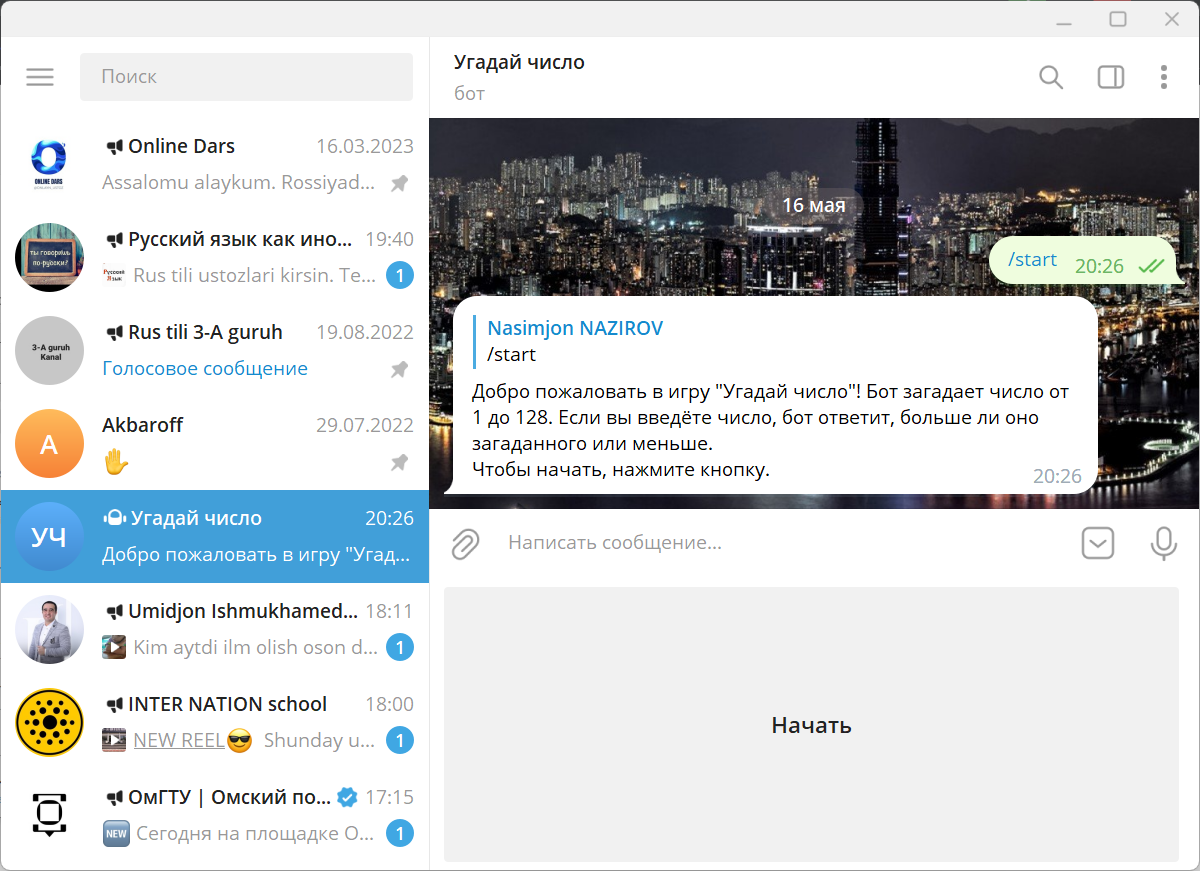 Поиск
Online Dars 16.03.2023
Assalomu alaykum. Rossiyad...
ONLINE DARS
Русский язык как ино... 19:40
Rus tili ustozlari kirsin. Te... 1
ты говоришь
по-русски?
Русский
Язык
Rus tili 3-A guruh 19.08.2022
Голосовое сообщение
3-A guruh
Kanal
Akbaroff 29.07.2022
A
Угадай число 20:26
Добро пожаловать в игру "Угад...
УЧ
Umidjon Ishmukhamed... 18:11
Kim aytdi ilm olish oson d... 1
INTER NATION school 18:00
NEW REEL😎 Shunday u... 1
ОмГТУ | Омский по... 17:15
NEW Сегодня на площадке О... 1
Угадай число
бот
16 мая
/start 20:26
Nasimjon NAZIROV
/start
Добро пожаловать в игру "Угадай число"! Бот загадает число от
1 до 128. Если вы введёте число, бот ответит, больше ли оно
загаданного или меньше.
Чтобы начать, нажмите кнопку.
20:26
Написать сообщение...
Начать